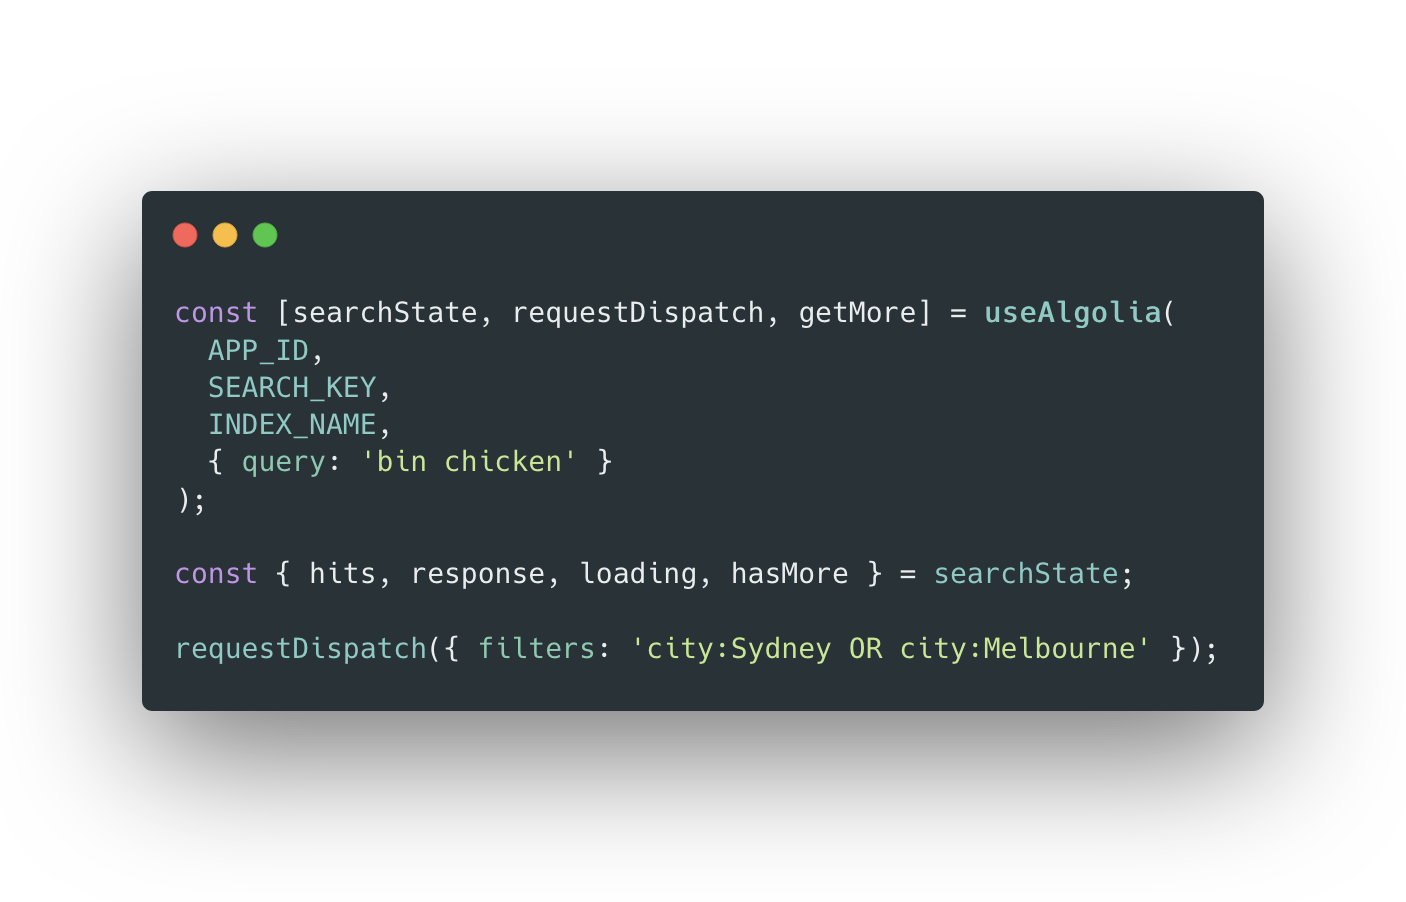 const [searchState, requestDispatch, getMore] = useAlgolia(
  APP_ID,
  SEARCH_KEY,
  INDEX_NAME,
  { query: 'bin chicken' }
);
const { hits, response, loading, hasMore } = searchState;
requestDispatch({ filters: 'city:Sydney OR city:Melbourne' });